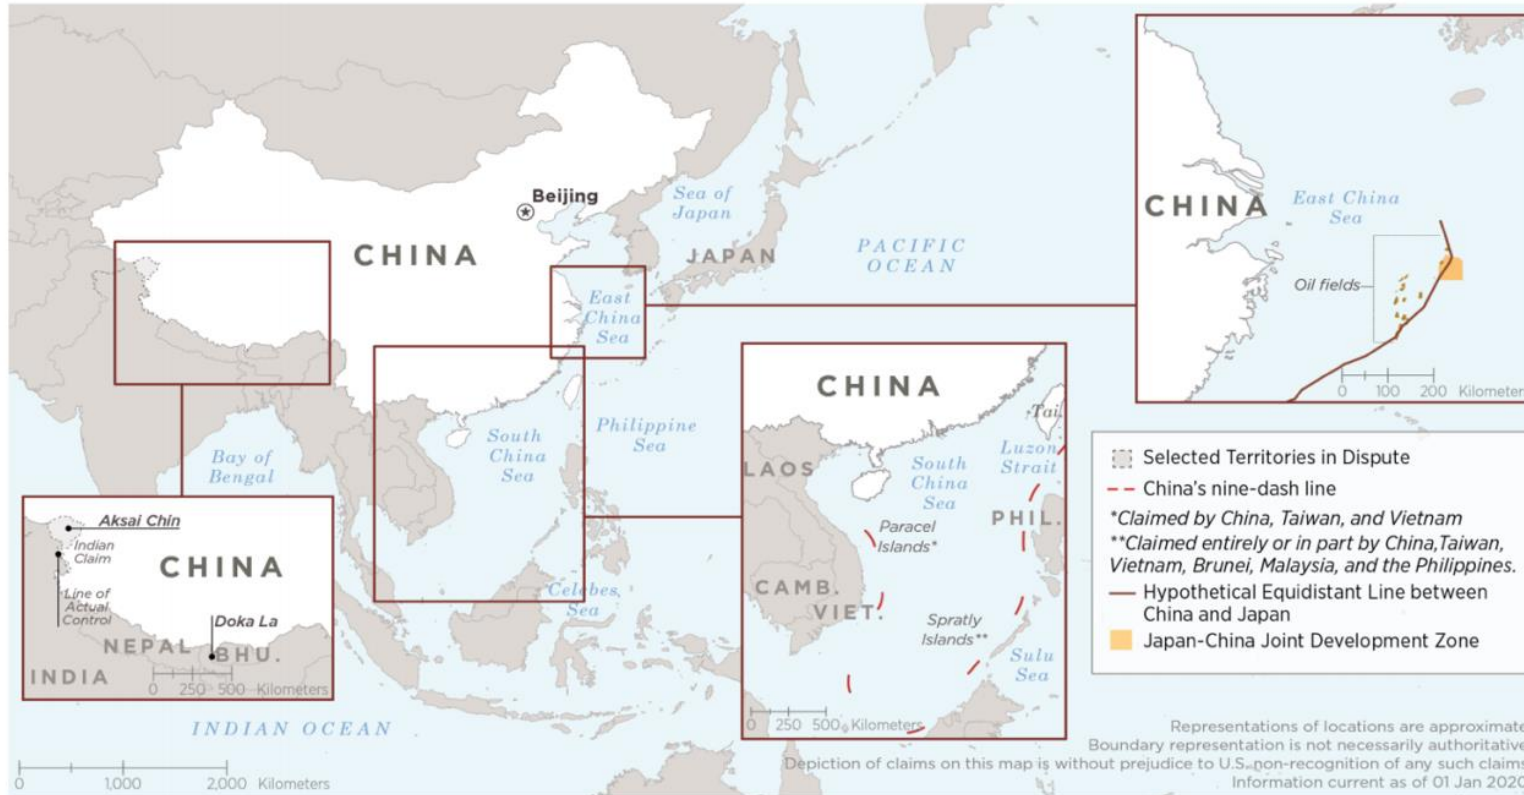 Beijing
CHINA
Sea of
Japan
JAPAN
PACIFIC
OCEAN
East
China
Sea
Philippine
Sea
South
China
Sea
Bay of
Bengal
Celebes
Sea
INDIAN OCEAN
0 1,000 2,000 Kilometers
CHINA
East China
Sea
Oil fields
0 100 200 Kilometer
Aksai Chin
Indian
Claim
CHINA
Line of
Actual
Control
Doka La
NEPAL
BHU.
INDIA
0 250 500 Kilometers
CHINA
Tai.
LAOS
South
China
Sea
Luzon
Strait
PHIL.
Paracel
Islands*
CAMB.
VIET.
Spratly
Islands**
Sulu
Sea
0 250 500 Kilometers
Selected Territories in Dispute
China's nine-dash line
*Claimed by China, Taiwan, and Vietnam
**Claimed entirely or in part by China,Taiwan,
Vietnam, Brunei, Malaysia, and the Philippines.
Hypothetical Equidistant Line between
China and Japan
Japan-China Joint Development Zone
Representations of locations are approximate
Boundary representation is not necessarily authoritative
Depiction of claims on this map is without prejudice to U.S. non-recognition of any such claims
Information current as of 01 Jan 2020